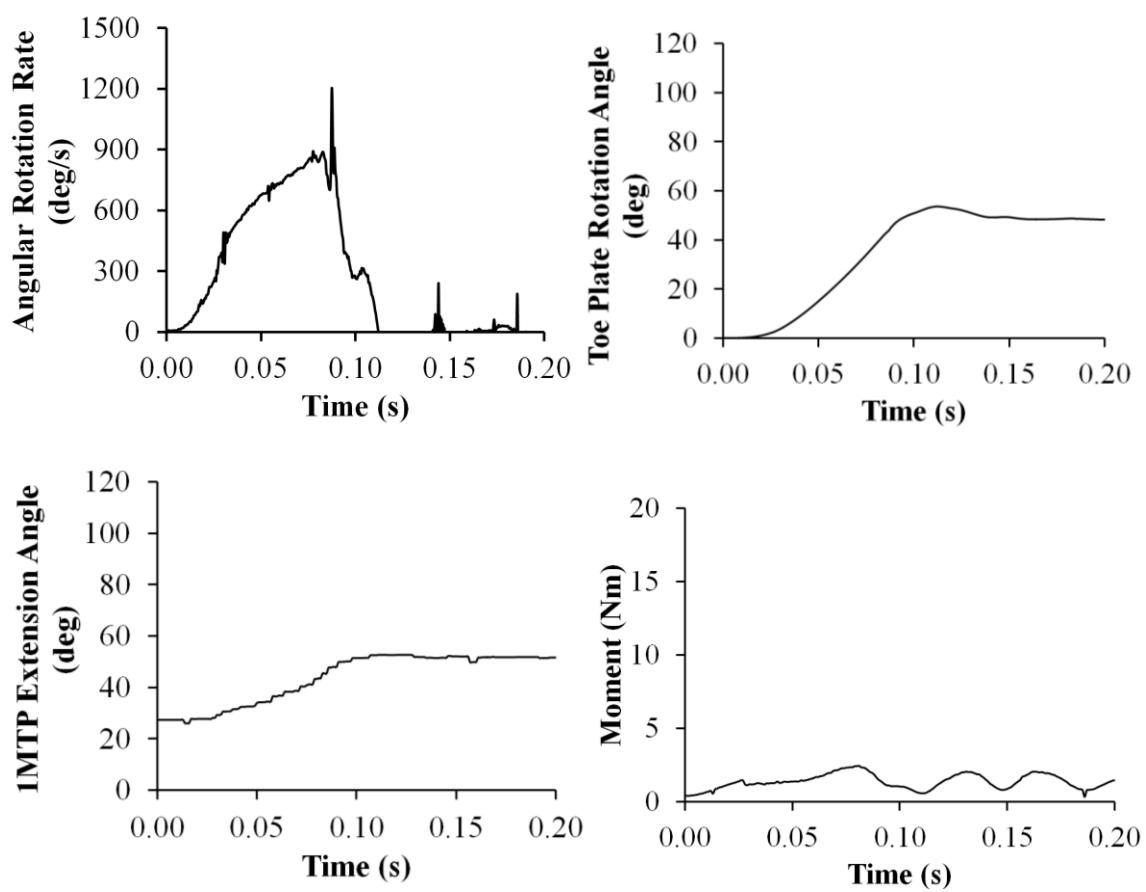 Angular Rotation Rate
(deg/s)
1500
1200
900
600
300
0
0.00 0.05 0.10 0.15 0.20
Time (s)
Toe Plate Rotation Angle
(deg)
120
100
80
60
40
20
0
0.00 0.05 0.10 0.15 0.20
Time (s)
1MTP Extension Angle
(deg)
120
100
80
60
40
20
0
0.00 0.05 0.10 0.15 0.20
Time (s)
Moment (Nm)
20
15
10
5
0
0.00 0.05 0.10 0.15 0.20
Time (s)